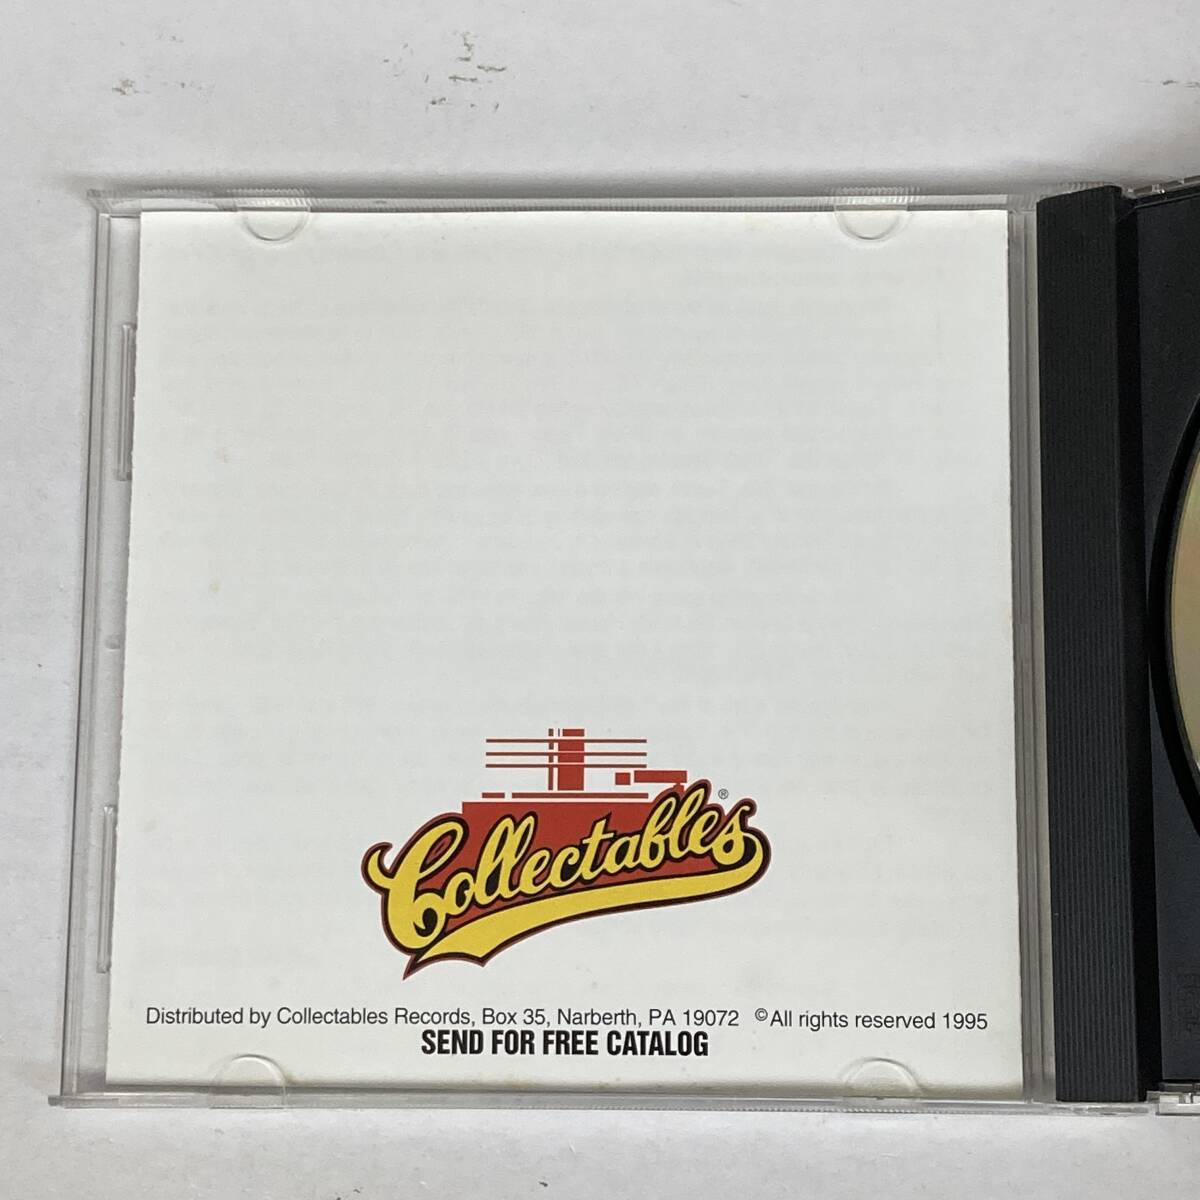 Collectables®
Distributed by Collectables Records, Box 35, Narberth, PA 19072 ©All rights reserved 1995
SEND FOR FREE CATALOG